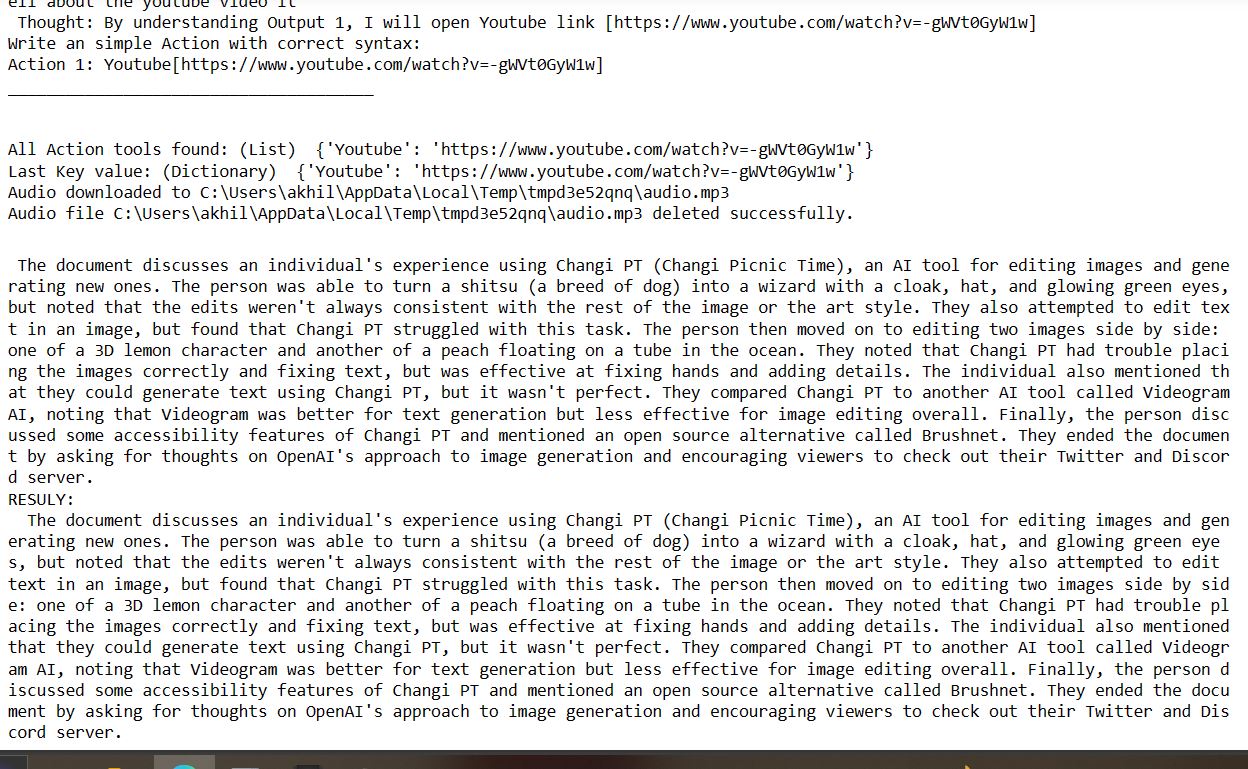 ell about the youtube video it
Thought: By understanding Output 1, I will open Youtube link [https://www.youtube.com/watch?v=-gWVt0GyW1w]
Write an simple Action with correct syntax:
Action 1: Youtube[https://www.youtube.com/watch?v=-gWVt0GyW1w]
______________________________________
All Action tools found: (List)  {'Youtube': 'https://www.youtube.com/watch?v=-gWVt0GyW1w'}
Last Key value: (Dictionary)  {'Youtube': 'https://www.youtube.com/watch?v=-gWVt0GyW1w'}
Audio downloaded to C:\Users\akhil\AppData\Local\Temp\tmpd3e52qnq\audio.mp3
Audio file C:\Users\akhil\AppData\Local\Temp\tmpd3e52qnq\audio.mp3 deleted successfully.
The document discusses an individual's experience using Changi PT (Changi Picnic Time), an AI tool for editing images and gene
rating new ones. The person was able to turn a shitsu (a breed of dog) into a wizard with a cloak, hat, and glowing green eyes,
but noted that the edits weren't always consistent with the rest of the image or the art style. They also attempted to edit tex
t in an image, but found that Changi PT struggled with this task. The person then moved on to editing two images side by side:
one of a 3D lemon character and another of a peach floating on a tube in the ocean. They noted that Changi PT had trouble placi
ng the images correctly and fixing text, but was effective at fixing hands and adding details. The individual also mentioned th
at they could generate text using Changi PT, but it wasn't perfect. They compared Changi PT to another AI tool called Videogram
AI, noting that Videogram was better for text generation but less effective for image editing overall. Finally, the person disc
ussed some accessibility features of Changi PT and mentioned an open source alternative called Brushnet. They ended the documen
t by asking for thoughts on OpenAI's approach to image generation and encouraging viewers to check out their Twitter and Discor
d server.
RESULY:
The document discusses an individual's experience using Changi PT (Changi Picnic Time), an AI tool for editing images and gen
erating new ones. The person was able to turn a shitsu (a breed of dog) into a wizard with a cloak, hat, and glowing green eye
s, but noted that the edits weren't always consistent with the rest of the image or the art style. They also attempted to edit
text in an image, but found that Changi PT struggled with this task. The person then moved on to editing two images side by sid
e: one of a 3D lemon character and another of a peach floating on a tube in the ocean. They noted that Changi PT had trouble pl
acing the images correctly and fixing text, but was effective at fixing hands and adding details. The individual also mentioned
that they could generate text using Changi PT, but it wasn't perfect. They compared Changi PT to another AI tool called Videogr
am AI, noting that Videogram was better for text generation but less effective for image editing overall. Finally, the person d
iscussed some accessibility features of Changi PT and mentioned an open source alternative called Brushnet. They ended the docu
ment by asking for thoughts on OpenAI's approach to image generation and encouraging viewers to check out their Twitter and Dis
cord server.